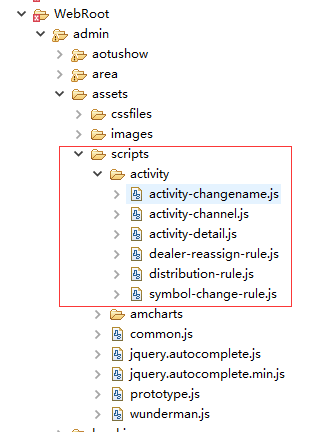 WebRoot
admin
aotushow
area
assets
cssfiles
images
scripts
activity
activity-changename.js
activity-channel.js
activity-detail.js
dealer-reassign-rule.js
distribution-rule.js
symbol-change-rule.js
amcharts
common.js
jquery.autocomplete.js
jquery.autocomplete.min.js
prototype.js
wunderman.js